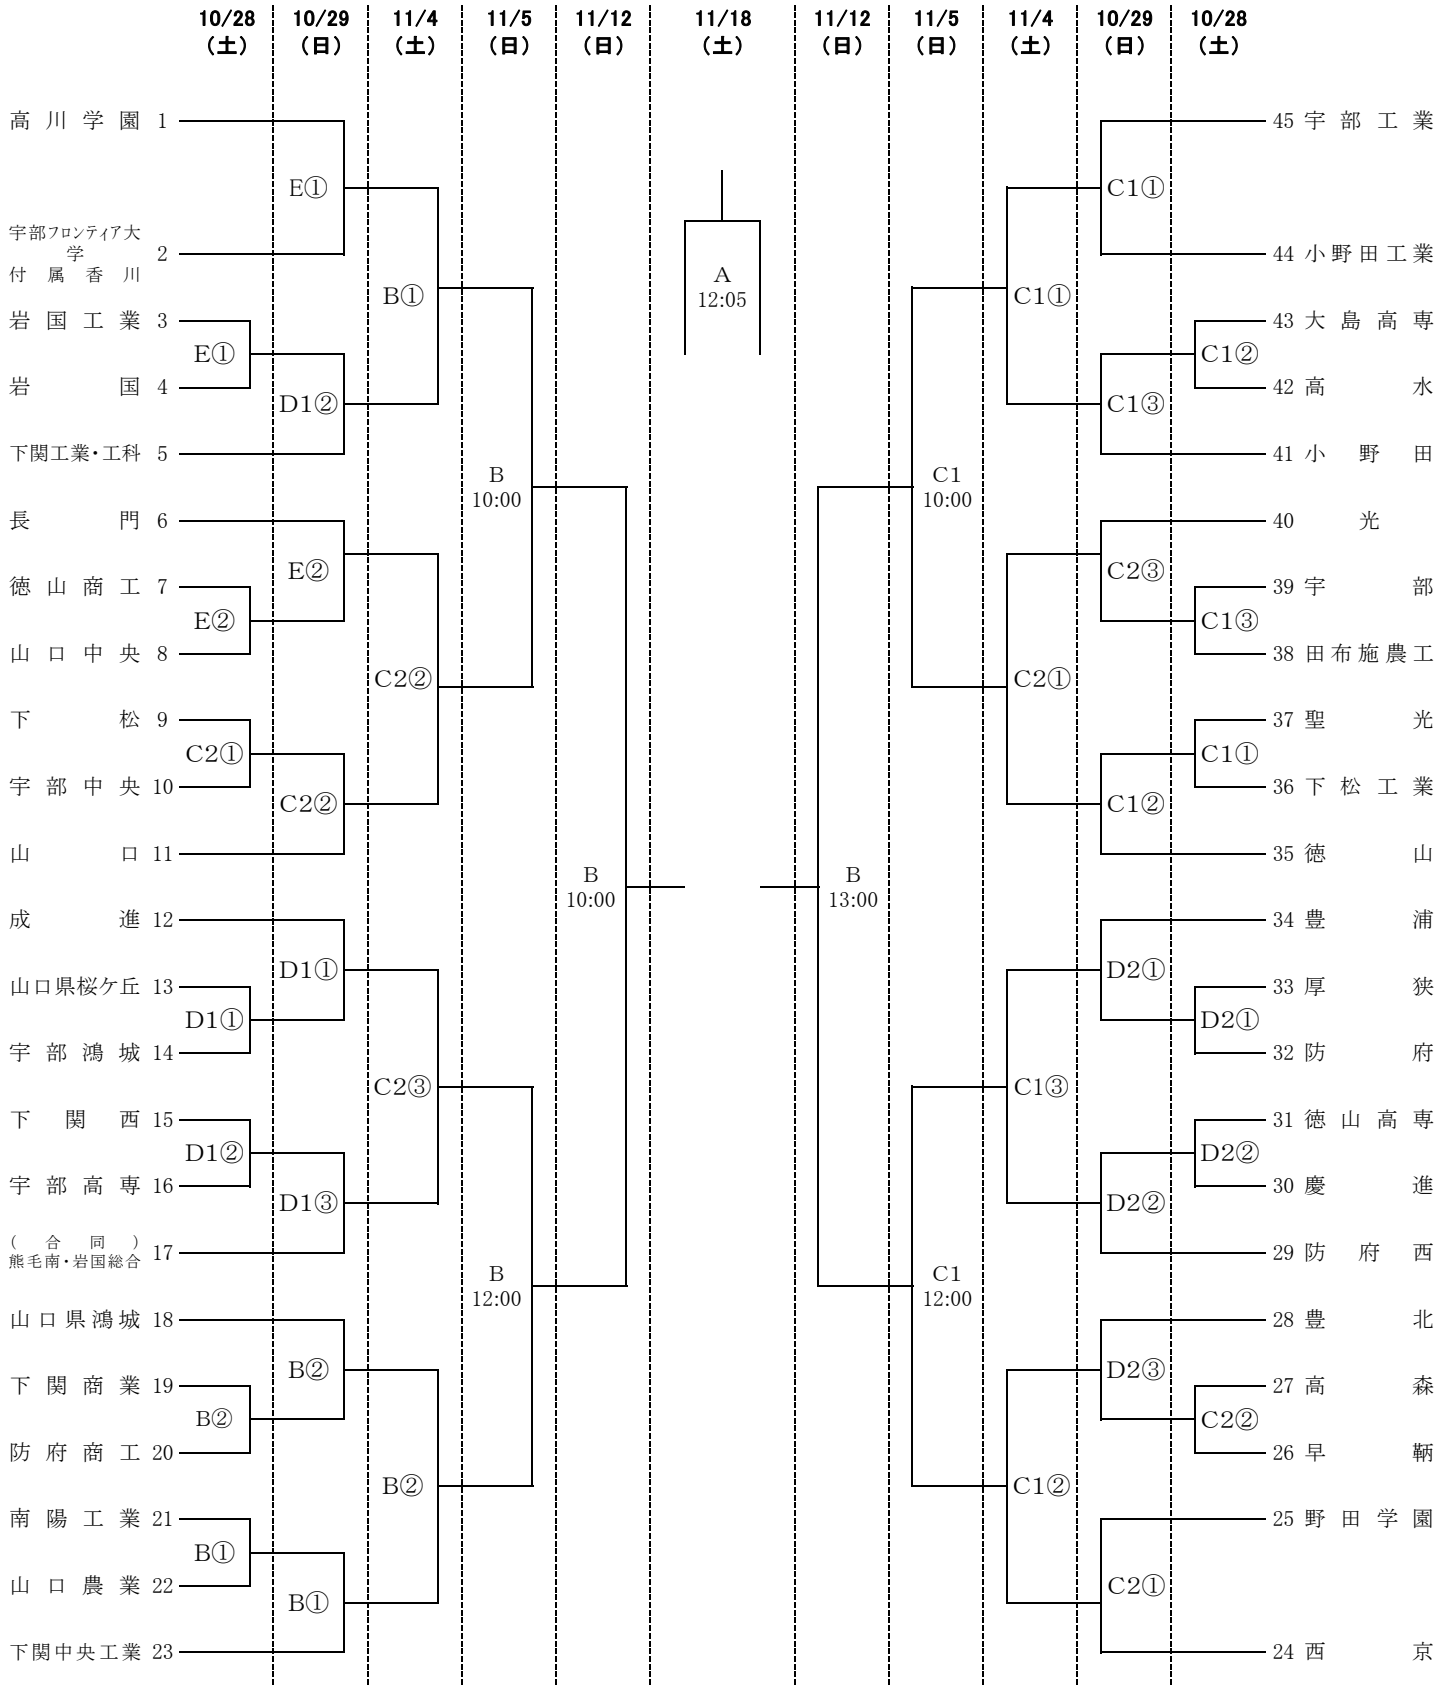 10/28 10/29 11/4 11/5 11/12 11/18 11/12 11/5 11/4 10/29 10/28
(土) (日) (土) (日) (日) (土) (日) (日) (土) (日) (土)
高川学園 1
45 宇部工業
E①
C1①
宇部フロンティア大
学 2
付属香川
44 小野田工業
A
12:05
B①
C1①
岩国工業 3
43 大島高専
E①
C1②
岩国 4
42 高水
D1②
C1③
下関工業・工科 5
41 小野田
B
10:00
C1
10:00
長門 6
40 光
E②
C2③
徳山商工 7
39 宇部
E②
C1③
山口中央 8
38 田布施農工
C2②
C2①
下松 9
37 聖光
C2①
C1①
宇部中央 10
36 下松工業
C2②
C1②
山口 11
35 徳山
B
10:00
B
13:00
成進 12
34 豊浦
D1①
D2①
山口県桜ケ丘 13
33 厚狭
D1①
D2①
宇部鴻城 14
32 防府
C2③
C1③
下関西 15
31 徳山高専
D1②
D2②
宇部高専 16
30 慶進
D1③
D2②
(合同)
熊毛南・岩国総合 17
29 防府西
B
12:00
C1
12:00
山口県鴻城 18
28 豊北
B②
D2③
下関商業 19
27 高森
B②
C2②
防府商工 20
26 早鞆
B②
C1②
南陽工業 21
25 野田学園
B①
山口農業 22
B①
C2①
下関中央工業 23
24 西京